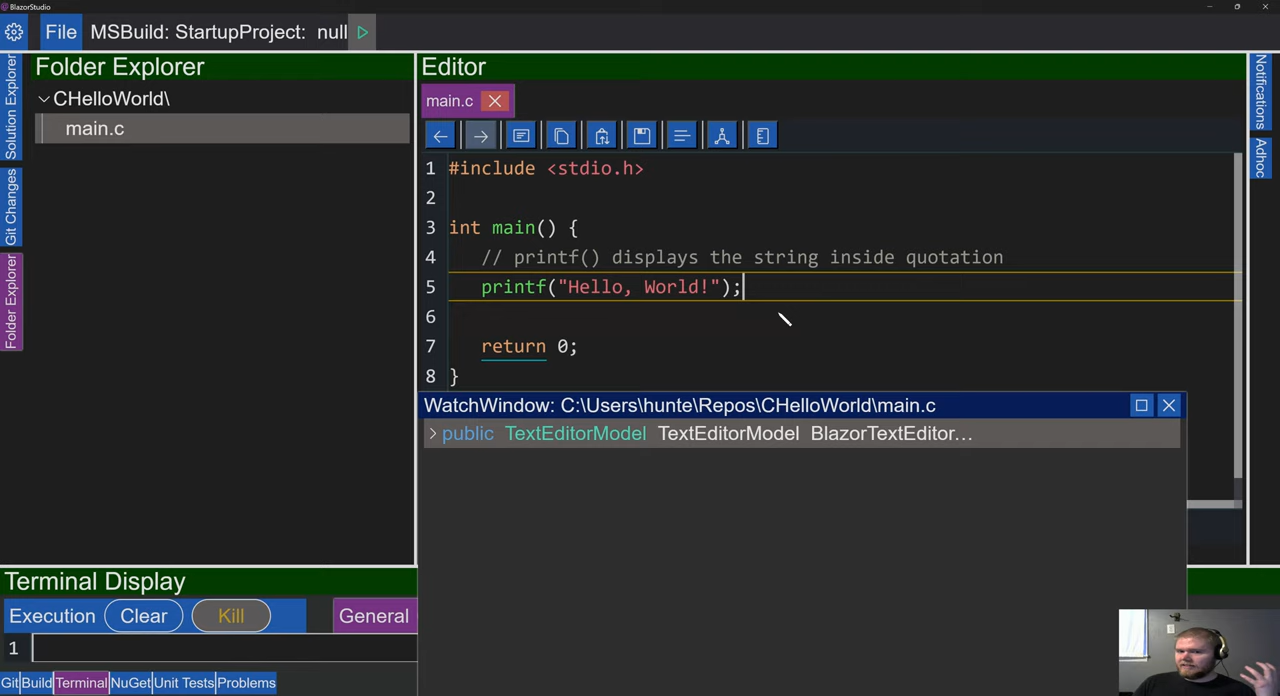 BlazorStudio
File MSBuild: StartupProject: null
Folder Explorer
CHelloWorld\
main.c
Solution Explorer
Git Changes
Folder Explorer
Editor
main.c
1 #include <stdio.h>
2
3 int main() {
4 // printf() displays the string inside quotation
5 printf("Hello, World!");
6
7 return 0;
8 }
Notifications
Adhoc
WatchWindow: C:\Users\hunte\Repos\CHelloWorld\main.c
public TextEditorModel TextEditorModel BlazorTextEditor…
Terminal Display
Execution Clear Kill General
1
Git Build Terminal NuGet Unit Tests Problems